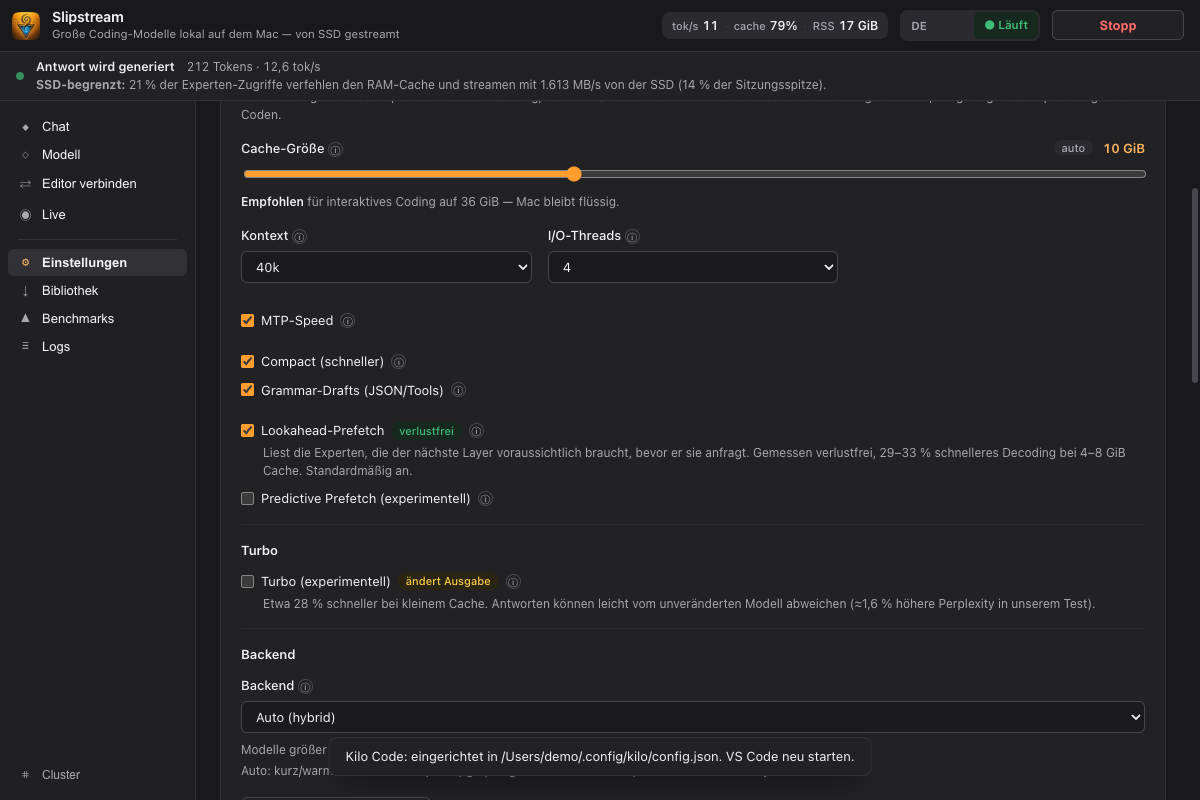 Slipstream
Große Coding-Modelle lokal auf dem Mac — von SSD gestreamt
tok/s 11 · cache 79% · RSS 17 GiB
DE
Läuft
Stopp
Antwort wird generiert 212 Tokens · 12,6 tok/s
SSD-begrenzt: 21 % der Experten-Zugriffe verfehlen den RAM-Cache und streamen mit 1.613 MB/s von der SSD (14 % der Sitzungsspitze).
Chat
Modell
Editor verbinden
Live
Einstellungen
Bibliothek
Benchmarks
Logs
Cluster
Coden.
Cache-Größe
auto 10 GiB
Empfohlen für interaktives Coding auf 36 GiB — Mac bleibt flüssig.
Kontext
I/O-Threads
40k
4
MTP-Speed
Compact (schneller)
Grammar-Drafts (JSON/Tools)
Lookahead-Prefetch verlustfrei
Liest die Experten, die der nächste Layer voraussichtlich braucht, bevor er sie anfragt. Gemessen verlustfrei, 29–33 % schnelleres Decoding bei 4–8 GiB
Cache. Standardmäßig an.
Predictive Prefetch (experimentell)
Turbo
Turbo (experimentell) ändert Ausgabe
Etwa 28 % schneller bei kleinem Cache. Antworten können leicht vom unveränderten Modell abweichen (≈1,6 % höhere Perplexity in unserem Test).
Backend
Backend
Auto (hybrid)
Modelle größer
Auto: kurz/warm
Kilo Code: eingerichtet in /Users/demo/.config/kilo/config.json. VS Code neu starten.